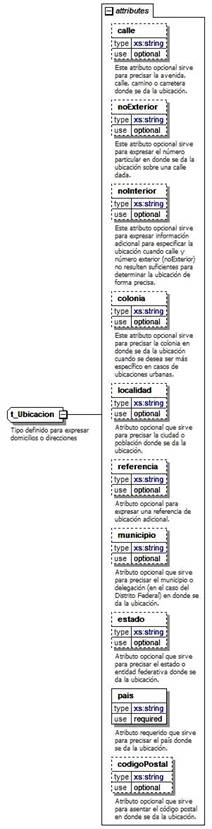 attributes
calle
type xs:string
use optional
Este atributo opcional sirve
para precisar la avenida,
calle, camino o carretera
donde se da la ubicación.
noExterior
type xs:string
use optional
Este atributo opcional sirve
para expresar el número
particular en donde se da la
ubicación sobre una calle
dada.
noInterior
type xs:string
use optional
Este atributo opcional sirve
para expresar información
adicional para especificar la
ubicación cuando calle y
número exterior (noExterior)
no resulten suficientes para
determinar la ubicación de
forma precisa.
colonia
type xs:string
use optional
Este atributo opcional sirve
para precisar la colonia en
donde se da la ubicación
cuando se desea ser más
específico en casos de
ubicaciones urbanas.
localidad
type xs:string
use optional
Atributo opcional que sirve
para precisar la ciudad o
población donde se da la
ubicación.
t_Ubicacion
Tipo definido para expresar
domicilios o direcciones
referencia
type xs:string
use optional
Atributo opcional para
expresar una referencia de
ubicación adicional.
municipio
type xs:string
use optional
Atributo opcional que sirve
para precisar el municipio o
delegación (en el caso del
Distrito Federal) en donde se
da la ubicación.
estado
type xs:string
use optional
Atributo opcional que sirve
para precisar el estado o
entidad federativa donde se
da la ubicación.
pais
type xs:string
use required
Atributo requerido que sirve
para precisar el país donde
se da la ubicación.
codigoPostal
type xs:string
use optional
Atributo opcional que sirve
para asentar el código postal
en donde se da la ubicación.